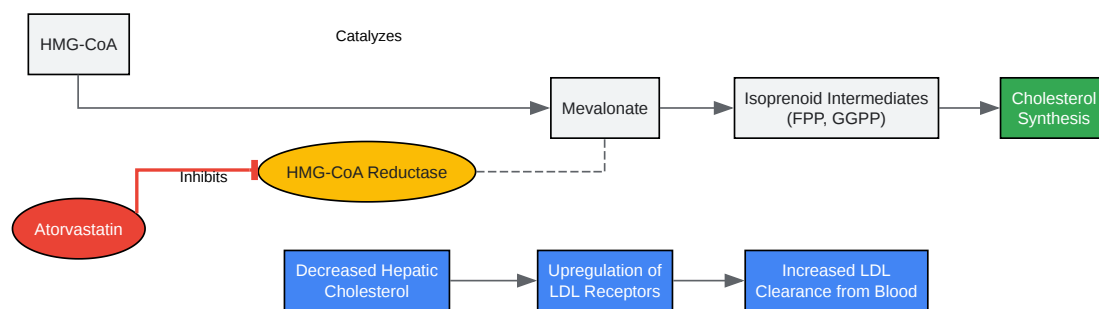 HMG-CoA
Catalyzes
Mevalonate
Isoprenoid Intermediates
(FPP, GGPP)
Cholesterol
Synthesis
HMG-CoA Reductase
Inhibits
Atorvastatin
Decreased Hepatic
Cholesterol
Upregulation of
LDL Receptors
Increased LDL
Clearance from Blood